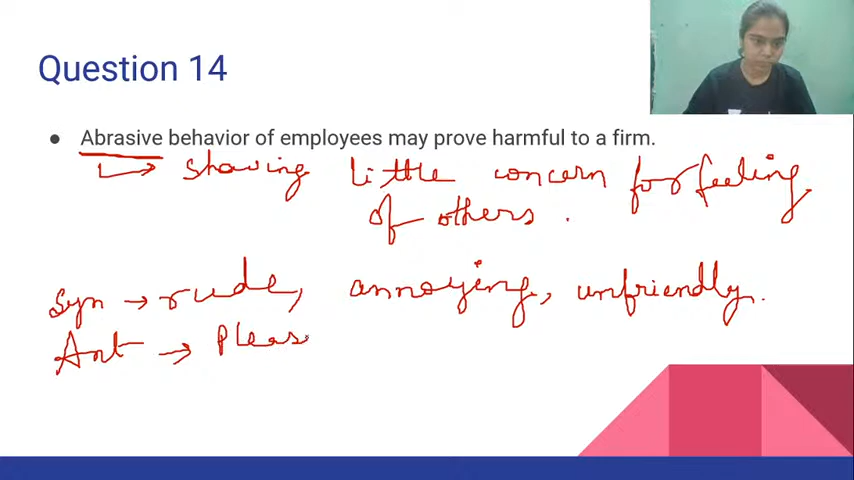 Question 14
● Abrasive behavior of employees may prove harmful to a firm.
↳ showing little concern for feeling
of others.
Syn → rude, annoying, unfriendly.
Ant → Pleas